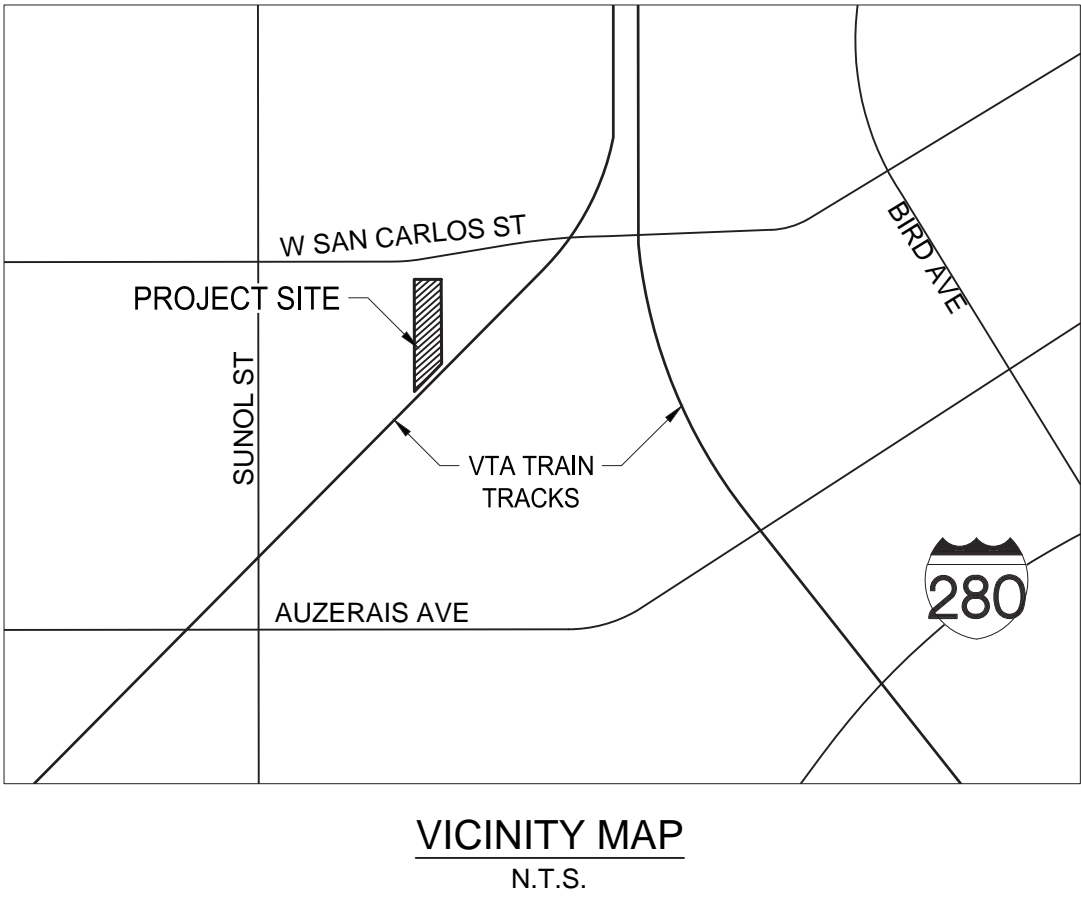 W SAN CARLOS ST
BIRD AVE
PROJECT SITE
SUNOL ST
VTA TRAIN
TRACKS
280
AUZERAIS AVE
VICINITY MAP
N.T.S.